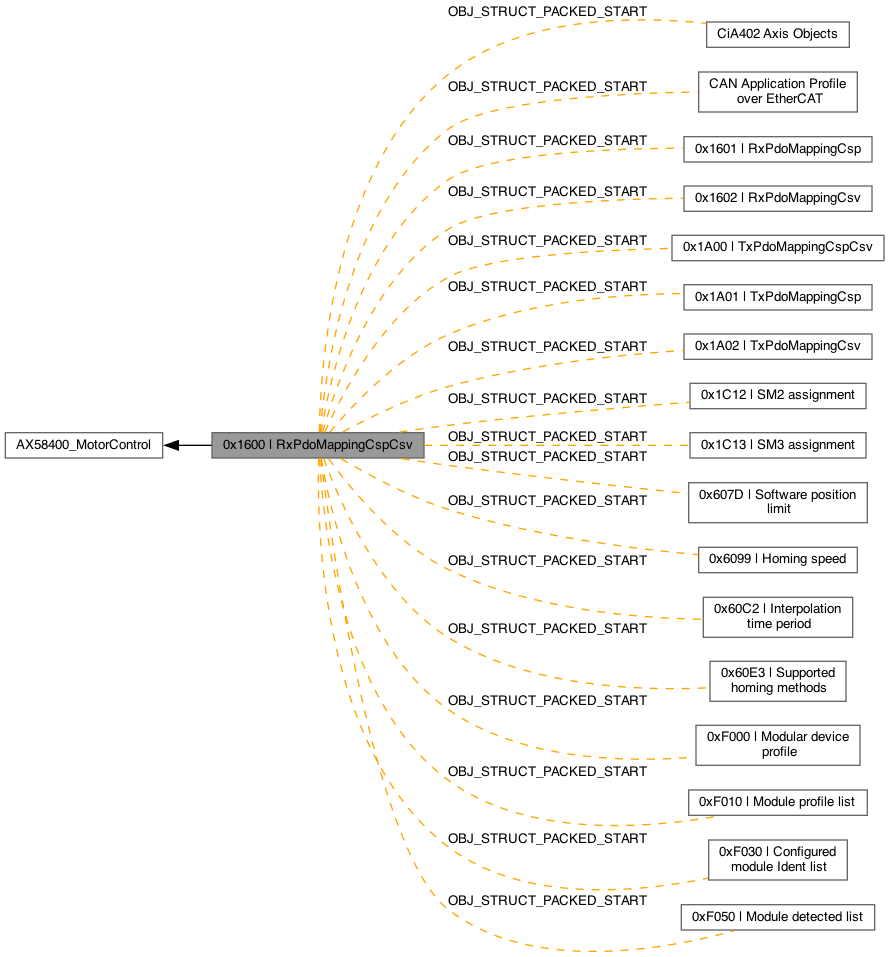 OBJ_STRUCT_PACKED_START
CiA402 Axis Objects
OBJ_STRUCT_PACKED_START
CAN Application Profile
over EtherCAT
OBJ_STRUCT_PACKED_START
0x1601 | RxPdoMappingCsp
OBJ_STRUCT_PACKED_START
0x1602 | RxPdoMappingCsv
OBJ_STRUCT_PACKED_START
0x1A00 | TxPdoMappingCspCsv
OBJ_STRUCT_PACKED_START
0x1A01 | TxPdoMappingCsp
OBJ_STRUCT_PACKED_START
0x1A02 | TxPdoMappingCsv
OBJ_STRUCT_PACKED_START
0x1C12 | SM2 assignment
AX58400_MotorControl
0x1600 | RxPdoMappingCspCsv
OBJ_STRUCT_PACKED_START
0x1C13 | SM3 assignment
OBJ_STRUCT_PACKED_START
0x607D | Software position
limit
OBJ_STRUCT_PACKED_START
0x6099 | Homing speed
OBJ_STRUCT_PACKED_START
0x60C2 | Interpolation
time period
OBJ_STRUCT_PACKED_START
0x60E3 | Supported
homing methods
OBJ_STRUCT_PACKED_START
0xF000 | Modular device
profile
OBJ_STRUCT_PACKED_START
0xF010 | Module profile list
OBJ_STRUCT_PACKED_START
0xF030 | Configured
module Ident list
OBJ_STRUCT_PACKED_START
0xF050 | Module detected list